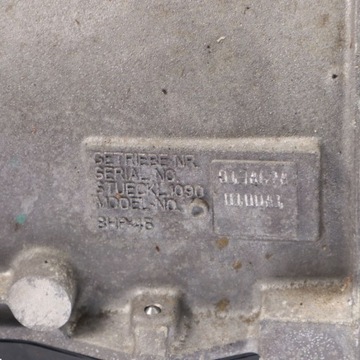 GETRIEBE NR.
SERIAL NO.
STUECKL.1090
MODEL-NO.
8HP45